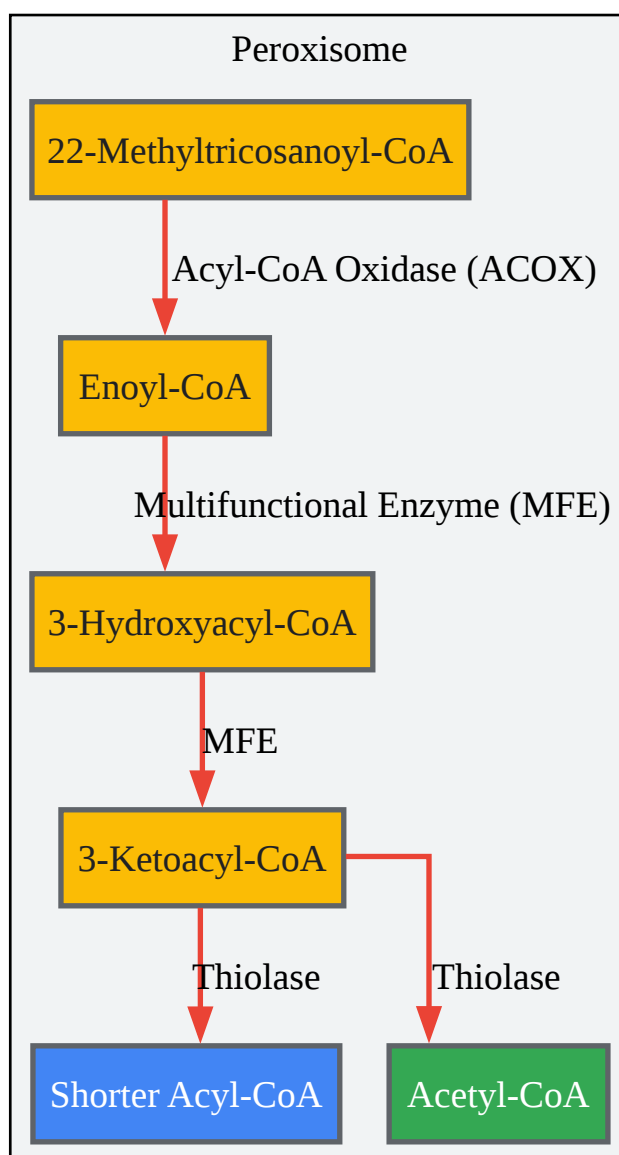 Peroxisome
22-Methyltricosanoyl-CoA
Acyl-CoA Oxidase (ACOX)
Enoyl-CoA
Multifunctional Enzyme (MFE)
3-Hydroxyacyl-CoA
MFE
3-Ketoacyl-CoA
Thiolase
Thiolase
Shorter Acyl-CoA
Acetyl-CoA